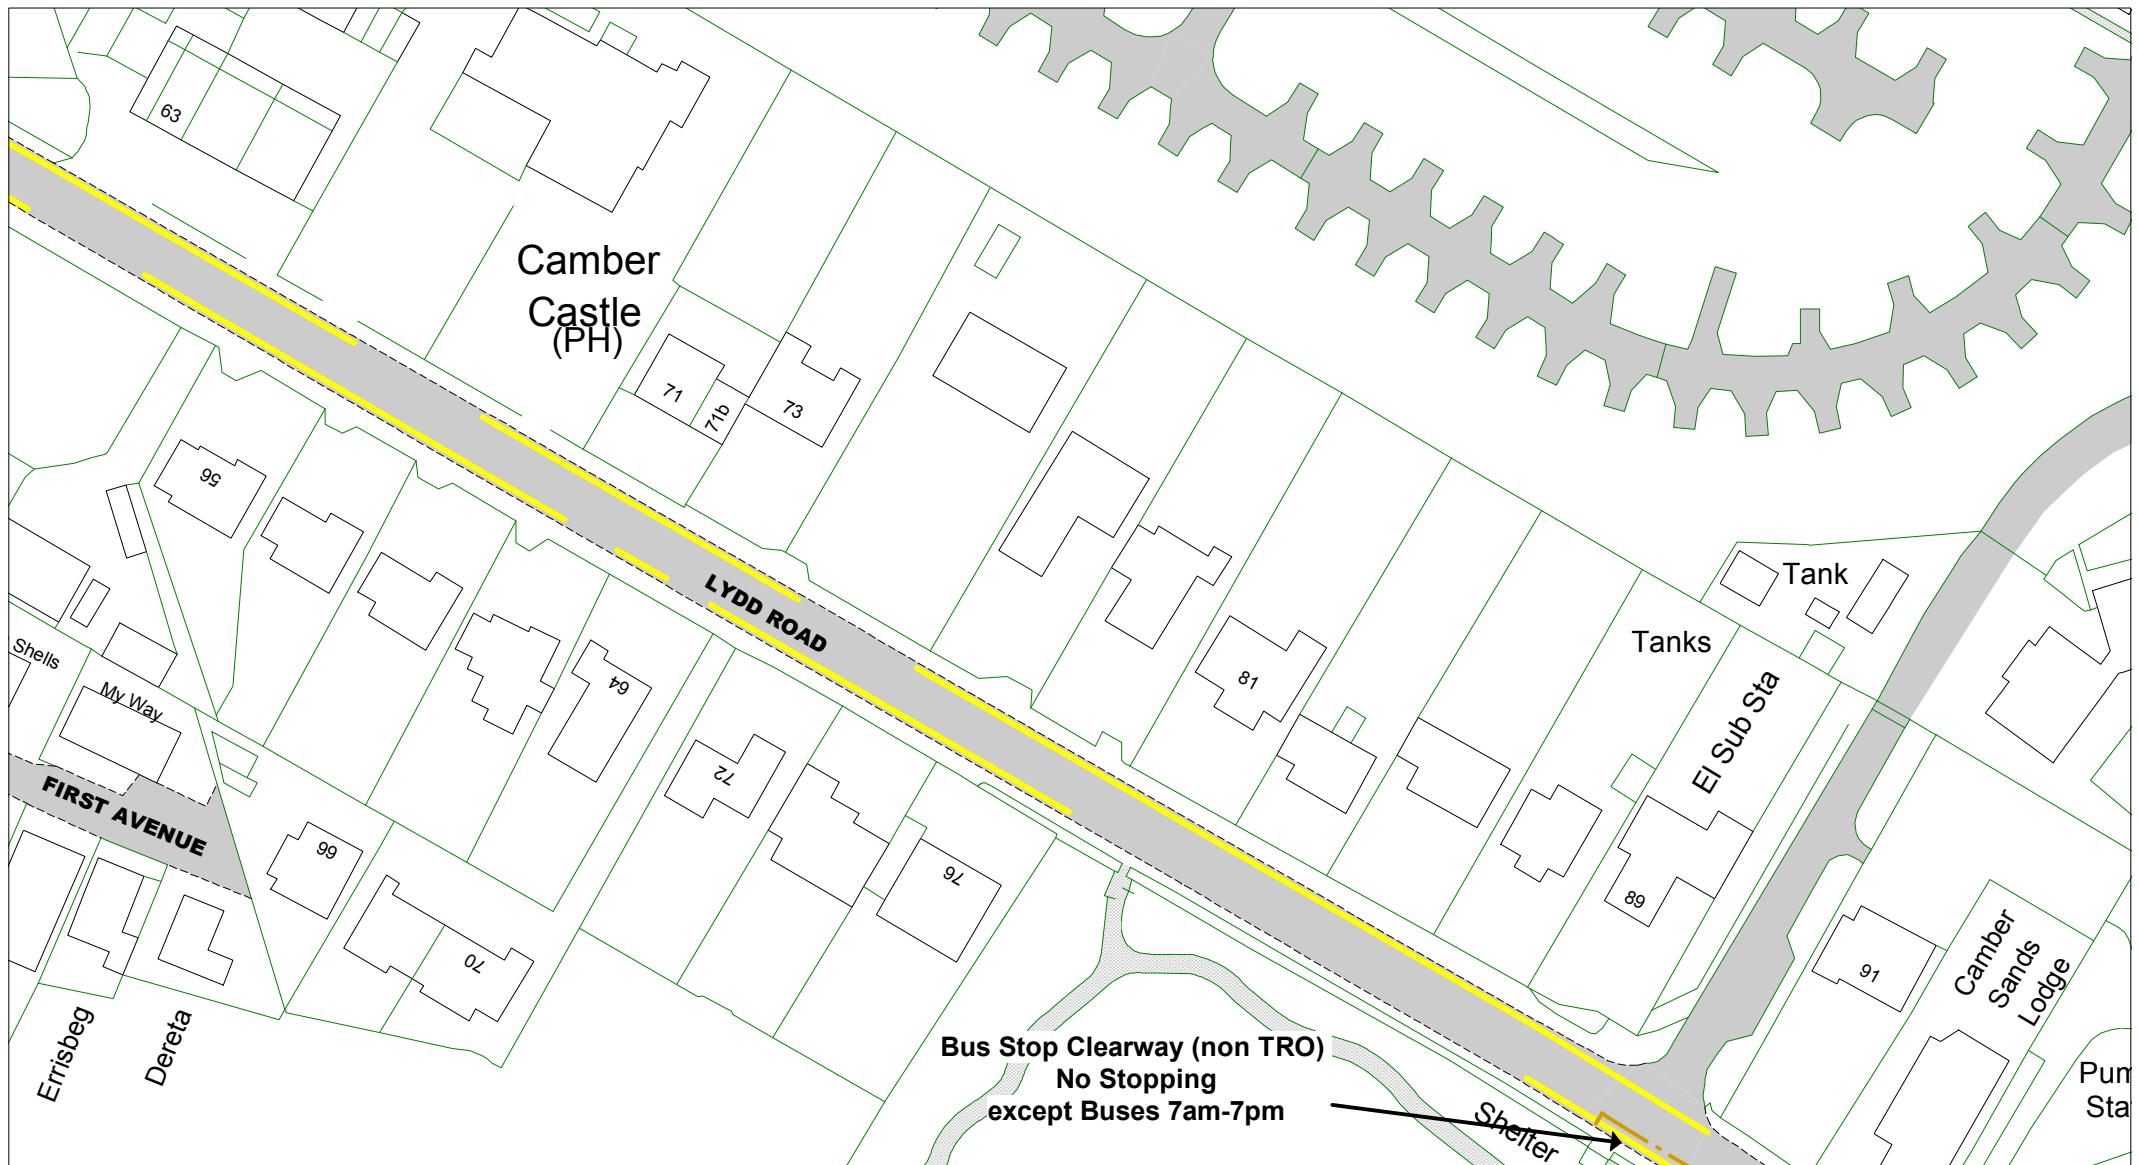 63
Camber
Castle
(PH)
71
71b
73
56
LYDD ROAD
Tank
Tanks
El Sub Sta
81
64
Shells
My Way
72
FIRST AVENUE
66
76
89
70
91
Camber
Sands
Lodge
Errisbeg
Dereta
Bus Stop Clearway (non TRO)
No Stopping
except Buses 7am-7pm
Shelter
Pum
Sta